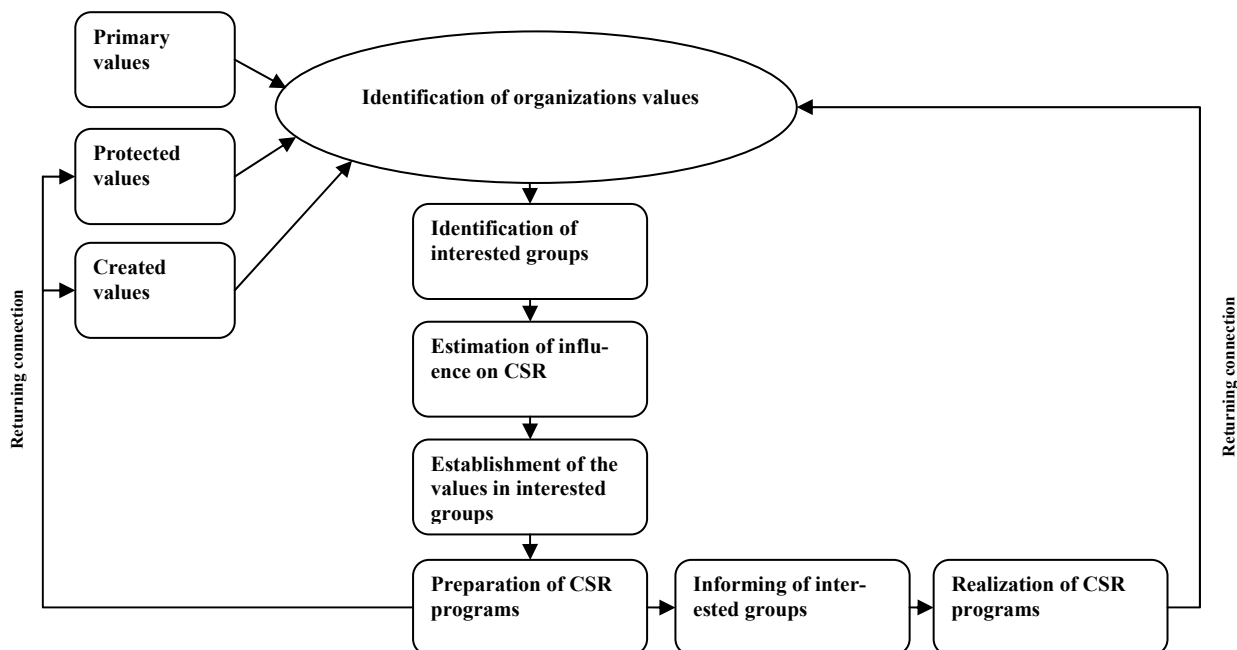 Primary
values
Identification of organizations values
Protected
values
Created
values
Identification of
interested groups
Estimation of influ-
ence on CSR
Establishment of the
values in interested
groups
Preparation of CSR
programs
Informing of inter-
ested groups
Realization of CSR
programs
Returning connection
Returning connection